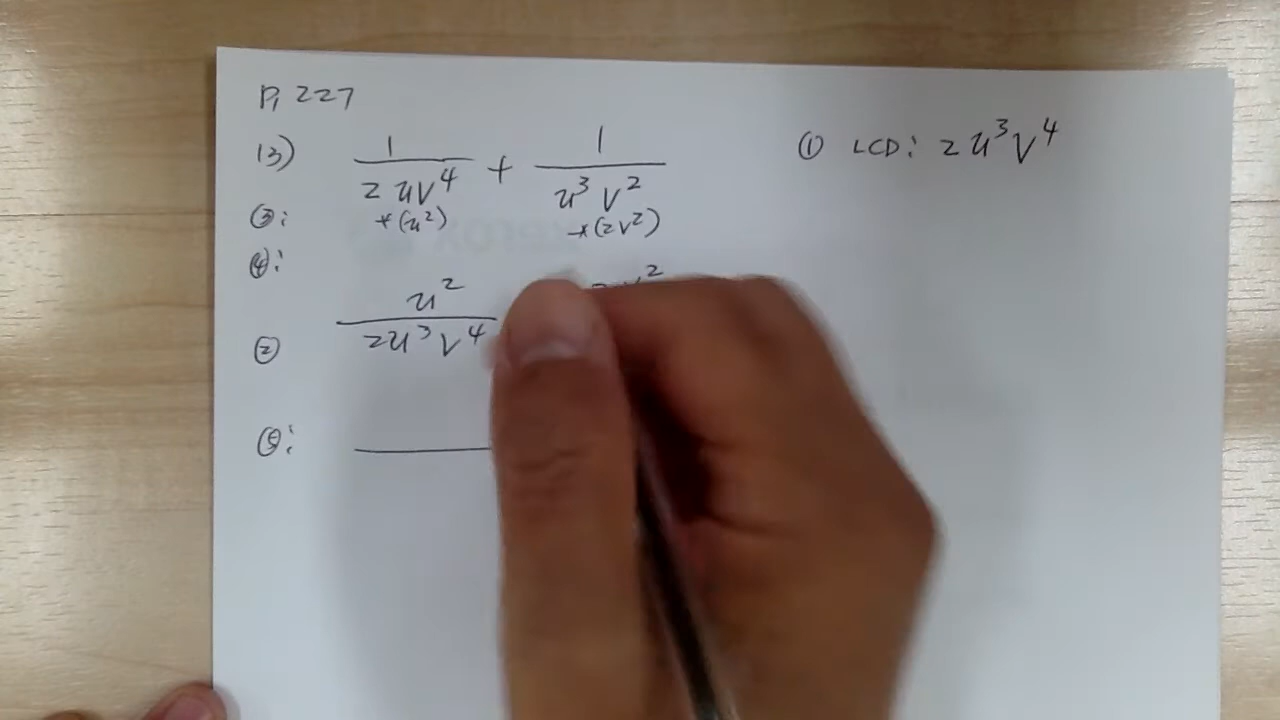 P, 227
13) 1/(2uv⁴) + 1/(u³v²) ① LCD: 2u³v⁴
③: *(u²) *(2v²)
④:
② u²/(2u³v⁴)
⑤: